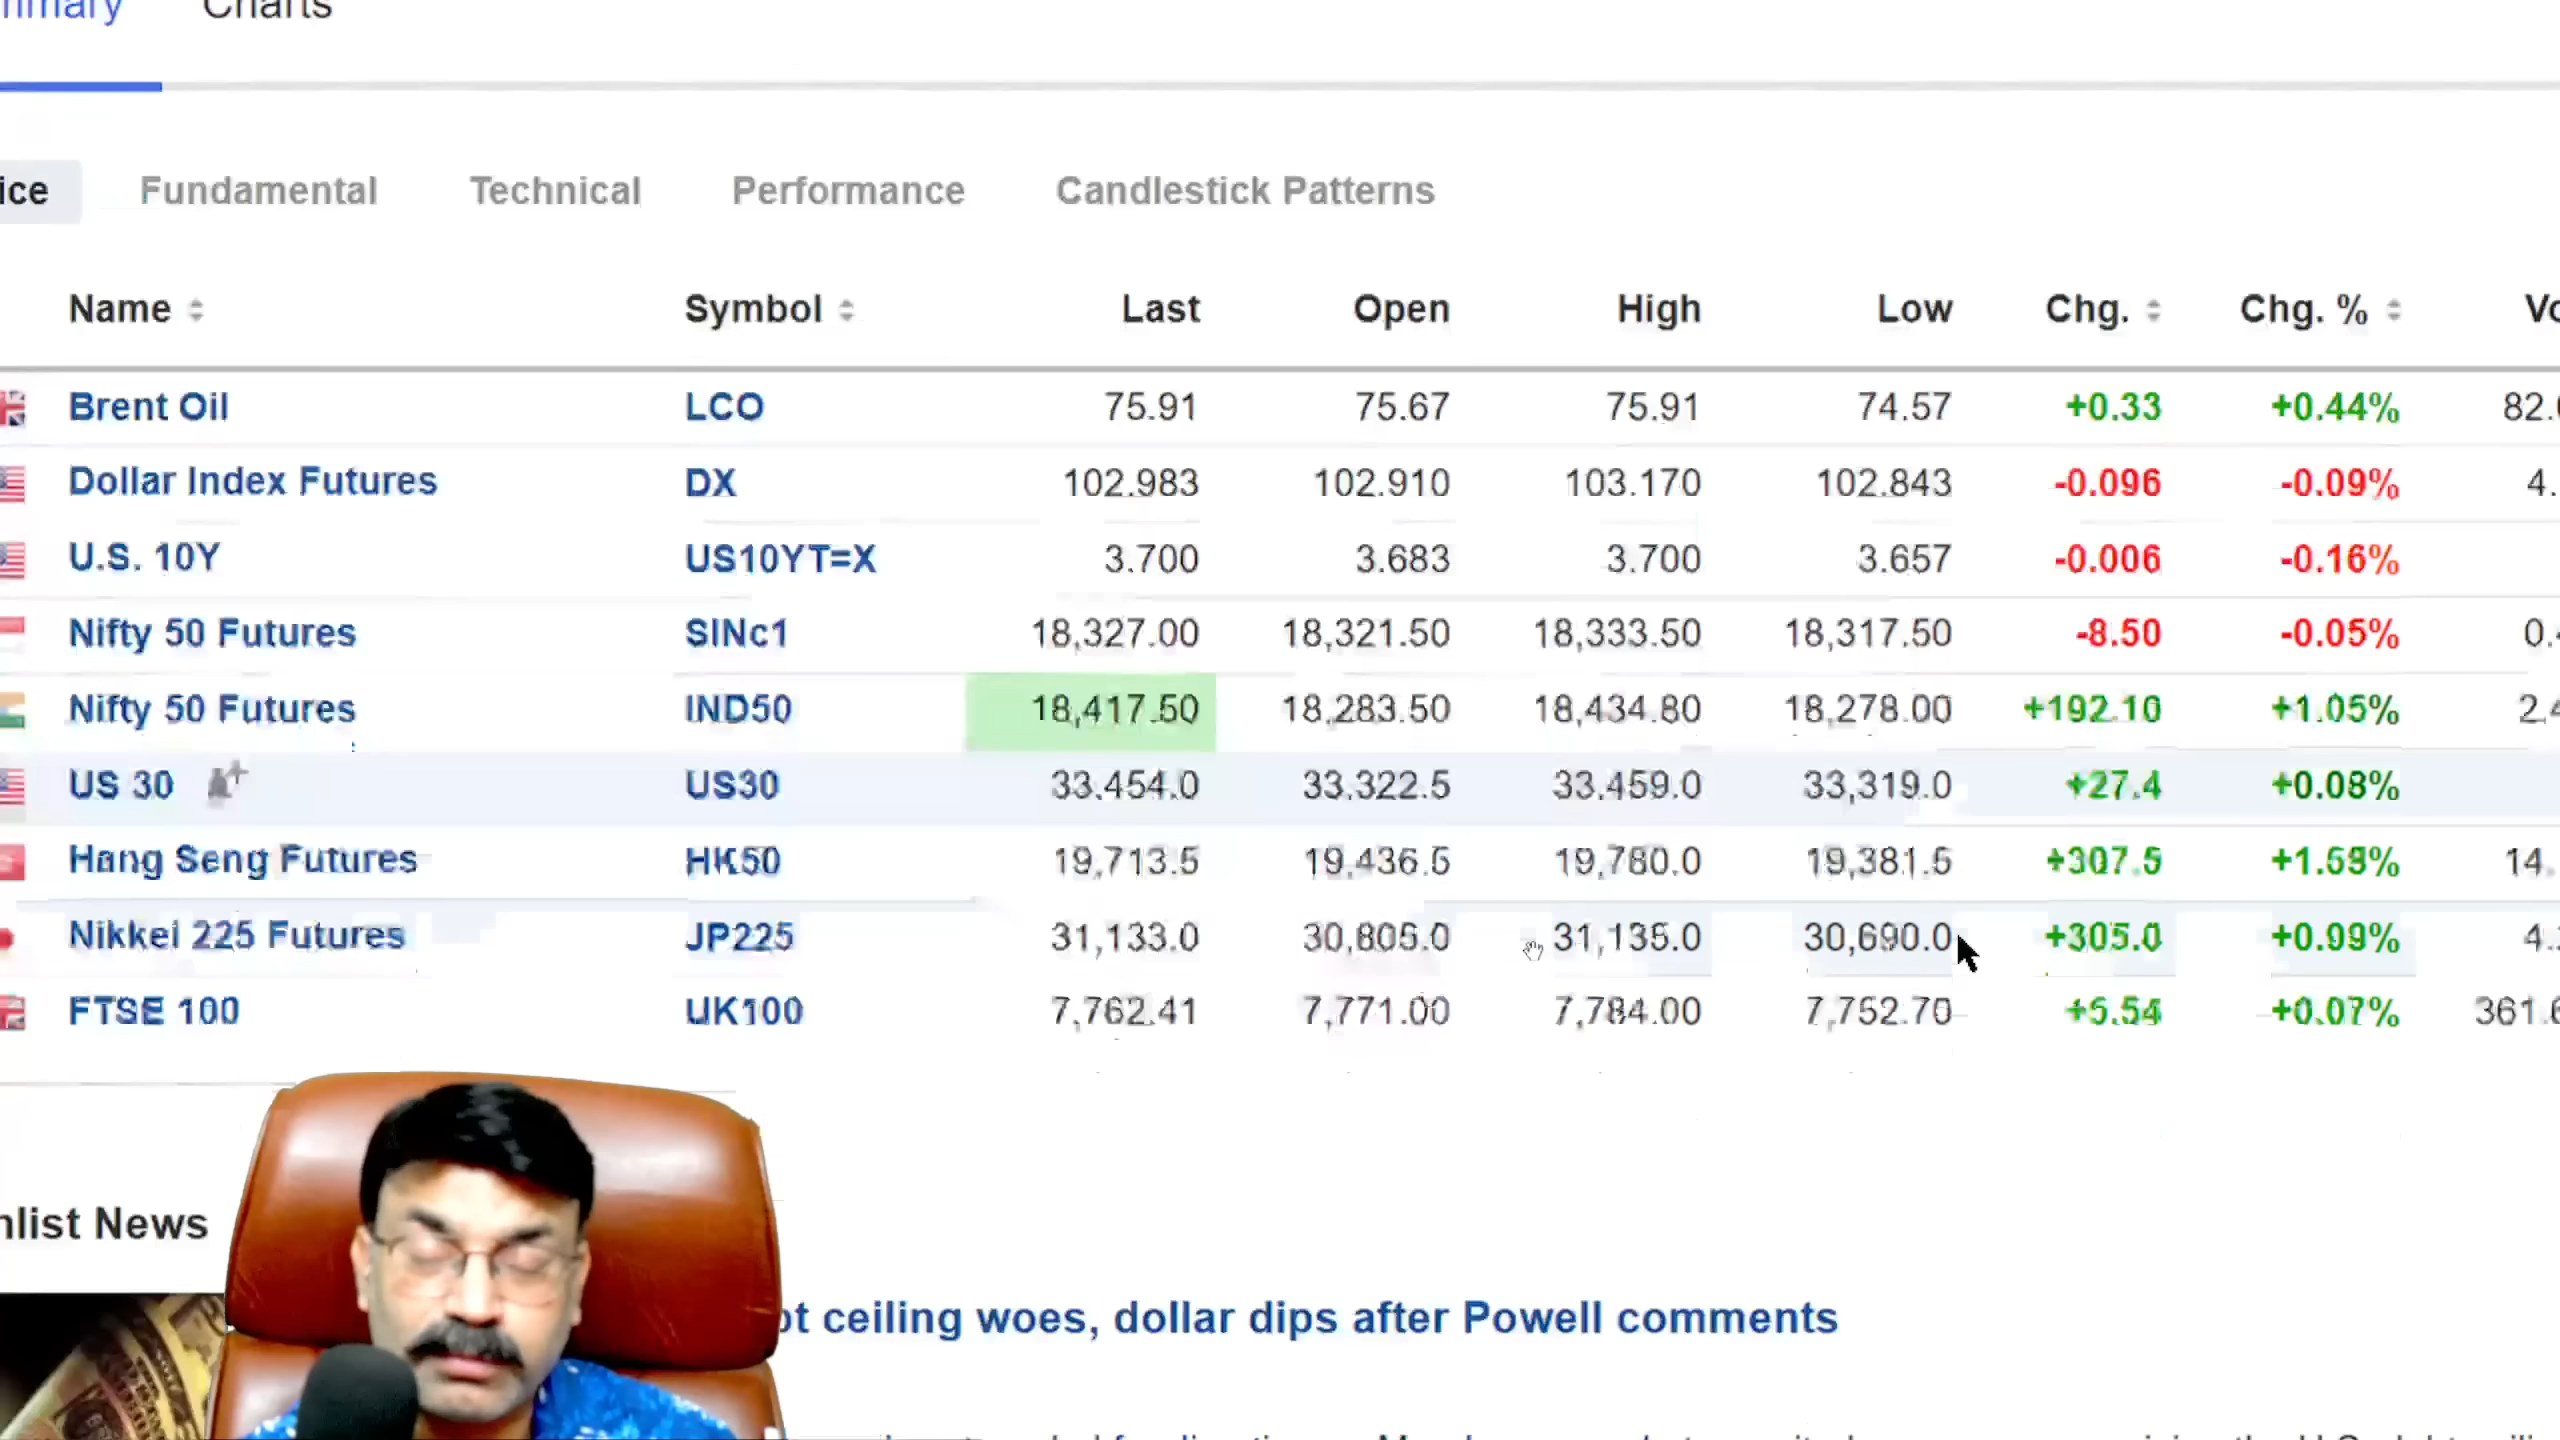 Charts
Fundamental Technical Performance Candlestick Patterns
Name Symbol Last Open High Low Chg. Chg. %
Brent Oil LCO 75.91 75.67 75.91 74.57 +0.33 +0.44%
Dollar Index Futures DX 102.983 102.910 103.170 102.843 -0.096 -0.09%
U.S. 10Y US10YT=X 3.700 3.683 3.700 3.657 -0.006 -0.16%
Nifty 50 Futures SINc1 18,327.00 18,321.50 18,333.50 18,317.50 -8.50 -0.05%
Nifty 50 Futures IND50 18,417.50 18,283.50 18,434.80 18,278.00 +192.10 +1.05%
US 30 US30 33,454.0 33,322.5 33,459.0 33,319.0 +27.4 +0.08%
Hang Seng Futures HK50 19,713.5 19,436.5 19,780.0 19,381.5 +307.5
Nikkei 225 Futures JP225 31,133.0 30,805.0 31,135.0 30,690.0 +305.0 +0.99%
FTSE 100 UK100 7,762.41 7,771.00 7,784.00 7,752.70 +5.54 +0.07%
News
ceiling woes, dollar dips after Powell comments